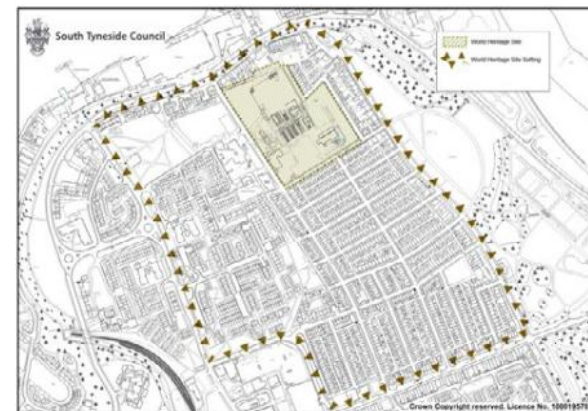 South Tyneside Council
World Heritage Site
World Heritage Site Setting
Crown Copyright reserved. Licence No.